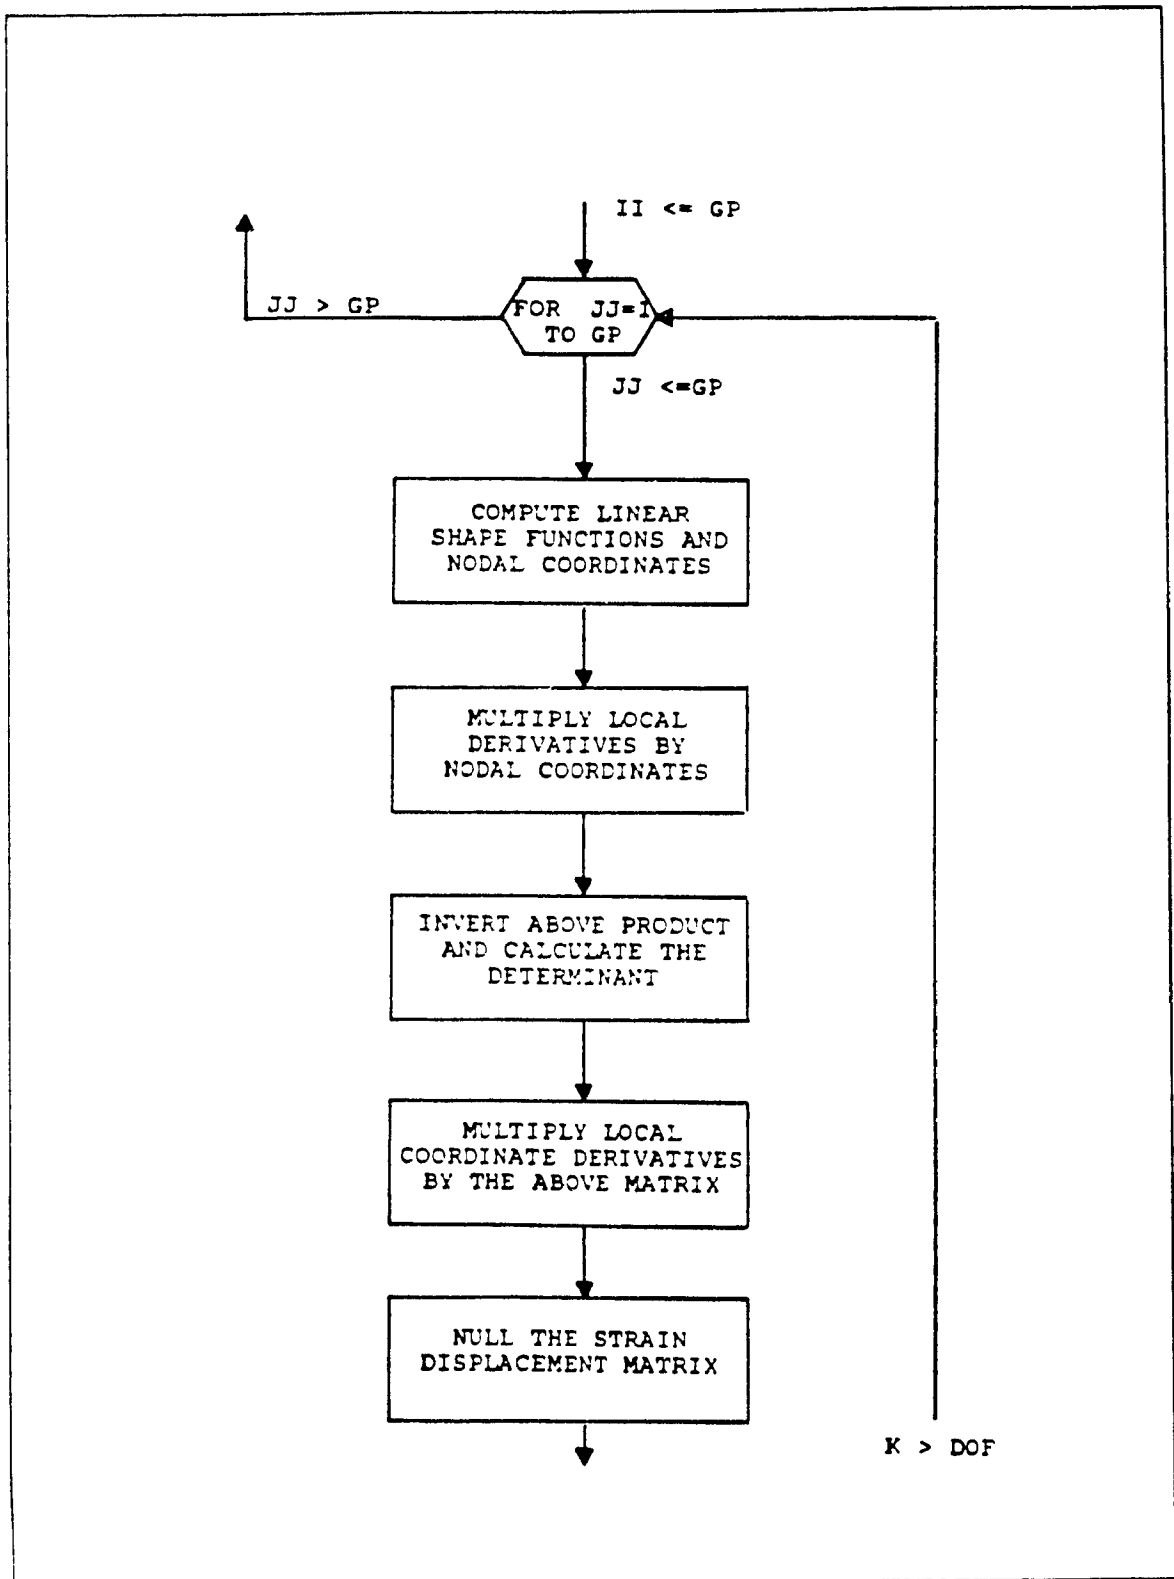 II <= GP
JJ > GP
FOR JJ=1
TO GP
JJ <=GP
COMPUTE LINEAR
SHAPE FUNCTIONS AND
NODAL COORDINATES
MULTIPLY LOCAL
DERIVATIVES BY
NODAL COORDINATES
INVERT ABOVE PRODUCT
AND CALCULATE THE
DETERMINANT
MULTIPLY LOCAL
COORDINATE DERIVATIVES
BY THE ABOVE MATRIX
NULL THE STRAIN
DISPLACEMENT MATRIX
K > DOF